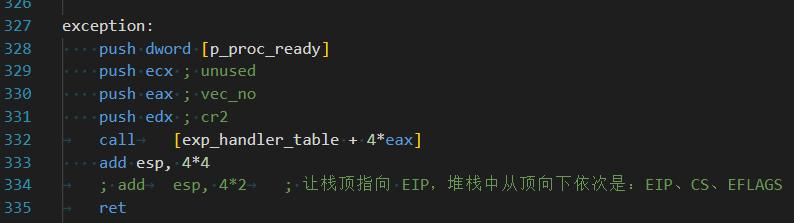 326
327 exception:
328 push dword [p_proc_ready]
329 push ecx ; unused
330 push eax ; vec_no
331 push edx ; cr2
332 call [exp_handler_table + 4*eax]
333 add esp, 4*4
334 ; add esp, 4*2 ; 让栈顶指向 EIP，堆栈中从顶向下依次是：EIP、CS、EFLAGS
335 ret